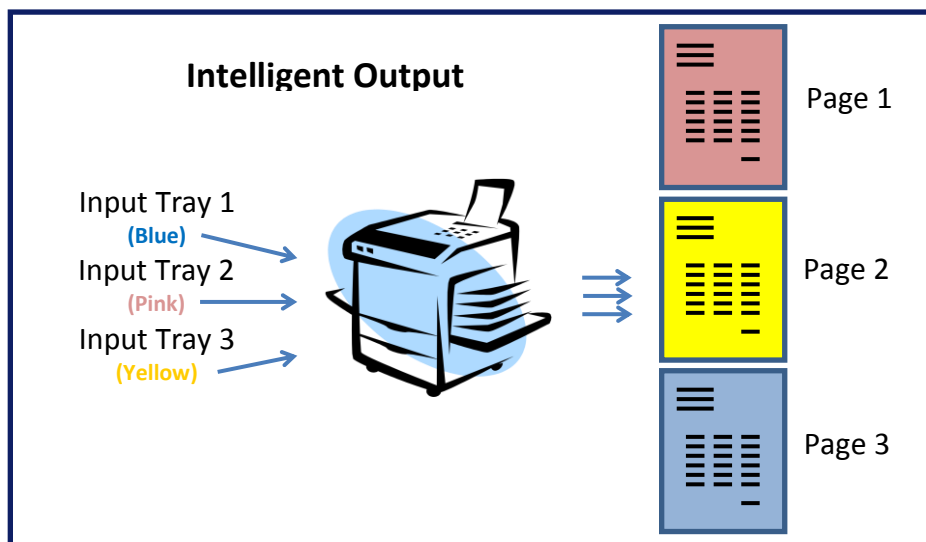 Intelligent Output
Input Tray 1
(Blue)
Input Tray 2
(Pink)
Input Tray 3
(Yellow)
Page 1
Page 2
Page 3